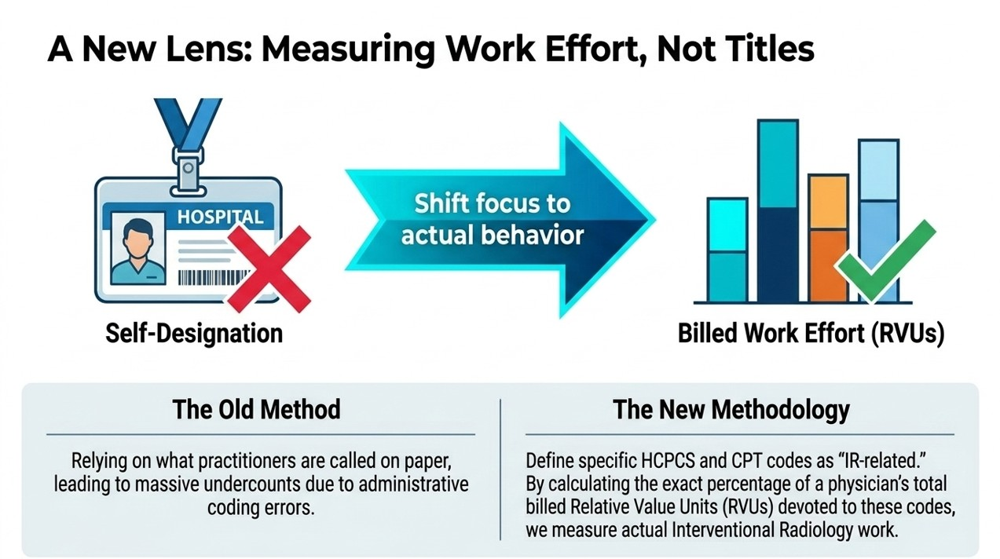 A New Lens: Measuring Work Effort, Not Titles
HOSPITAL
Shift focus to
actual behavior
Self-Designation
Billed Work Effort (RVUs)
The Old Method
Relying on what practitioners are called on paper,
leading to massive undercounts due to administrative
coding errors.
The New Methodology
Define specific HCPCS and CPT codes as “IR-related.”
By calculating the exact percentage of a physician’s total
billed Relative Value Units (RVUs) devoted to these codes,
we measure actual Interventional Radiology work.